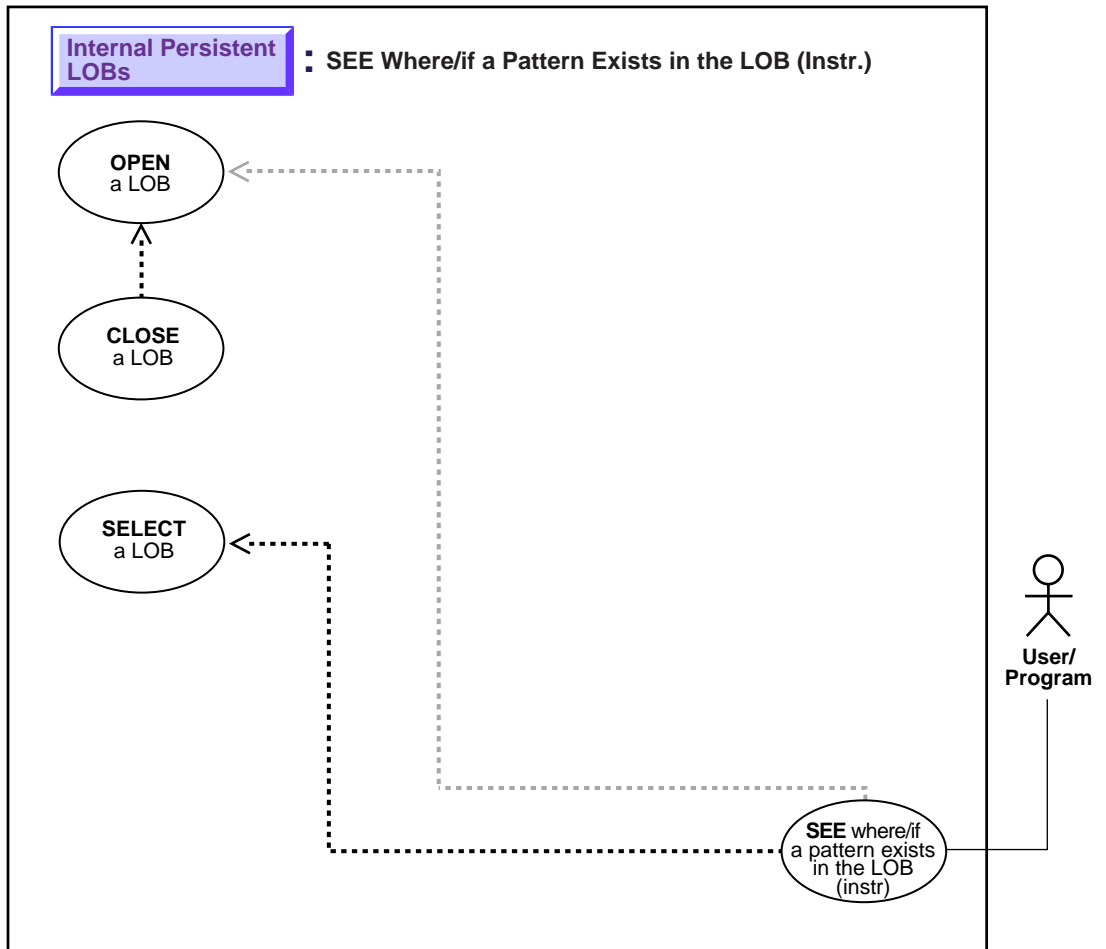 Internal Persistent
LOBs
: SEE Where/if a Pattern Exists in the LOB (Instr.)
OPEN
a LOB
CLOSE
a LOB
SELECT
a LOB
User/
Program
SEE where/if
a pattern exists
in the LOB
(instr)